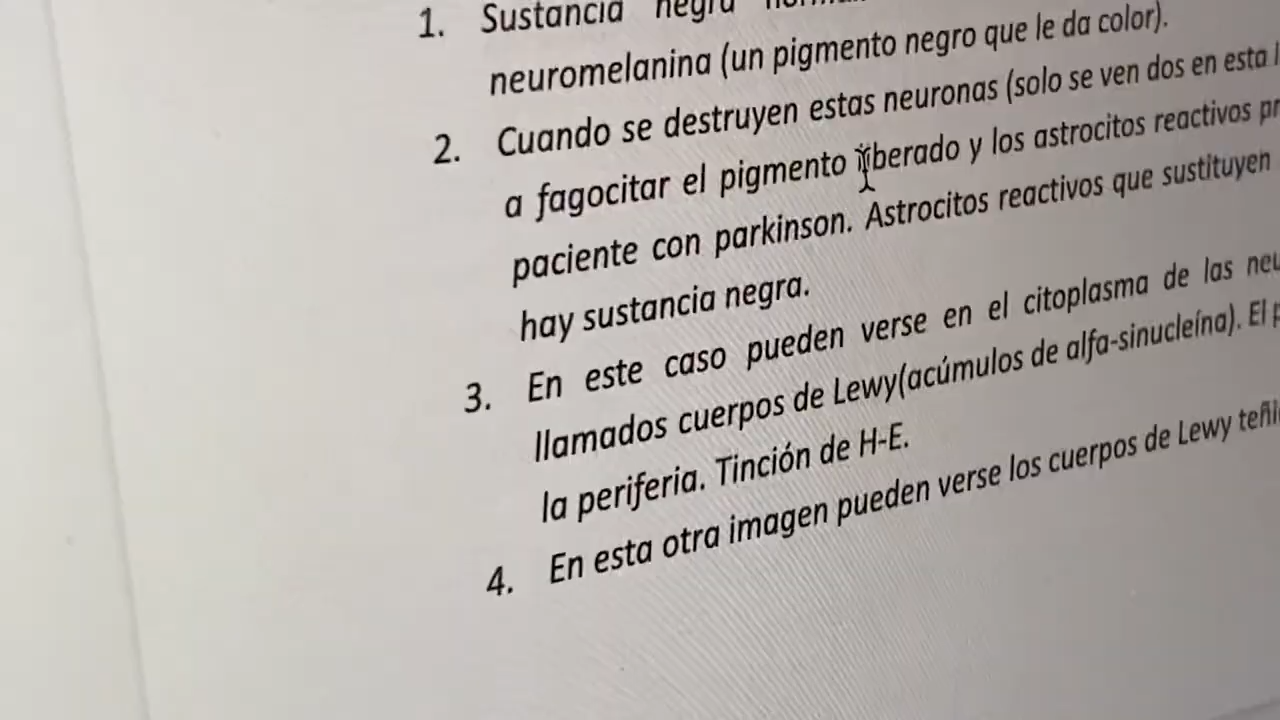 1. Sustancia negra
neuromelanina (un pigmento negro que le da color).
2. Cuando se destruyen estas neuronas (solo se ven dos en esta
a fagocitar el pigmento liberado y los astrocitos reactivos
paciente con parkinson. Astrocitos reactivos que sustituyen
hay sustancia negra.
3. En este caso pueden verse en el citoplasma de las
llamados cuerpos de Lewy(acúmulos de alfa-sinucleína). El
la periferia. Tinción de H-E.
4. En esta otra imagen pueden verse los cuerpos de Lewy